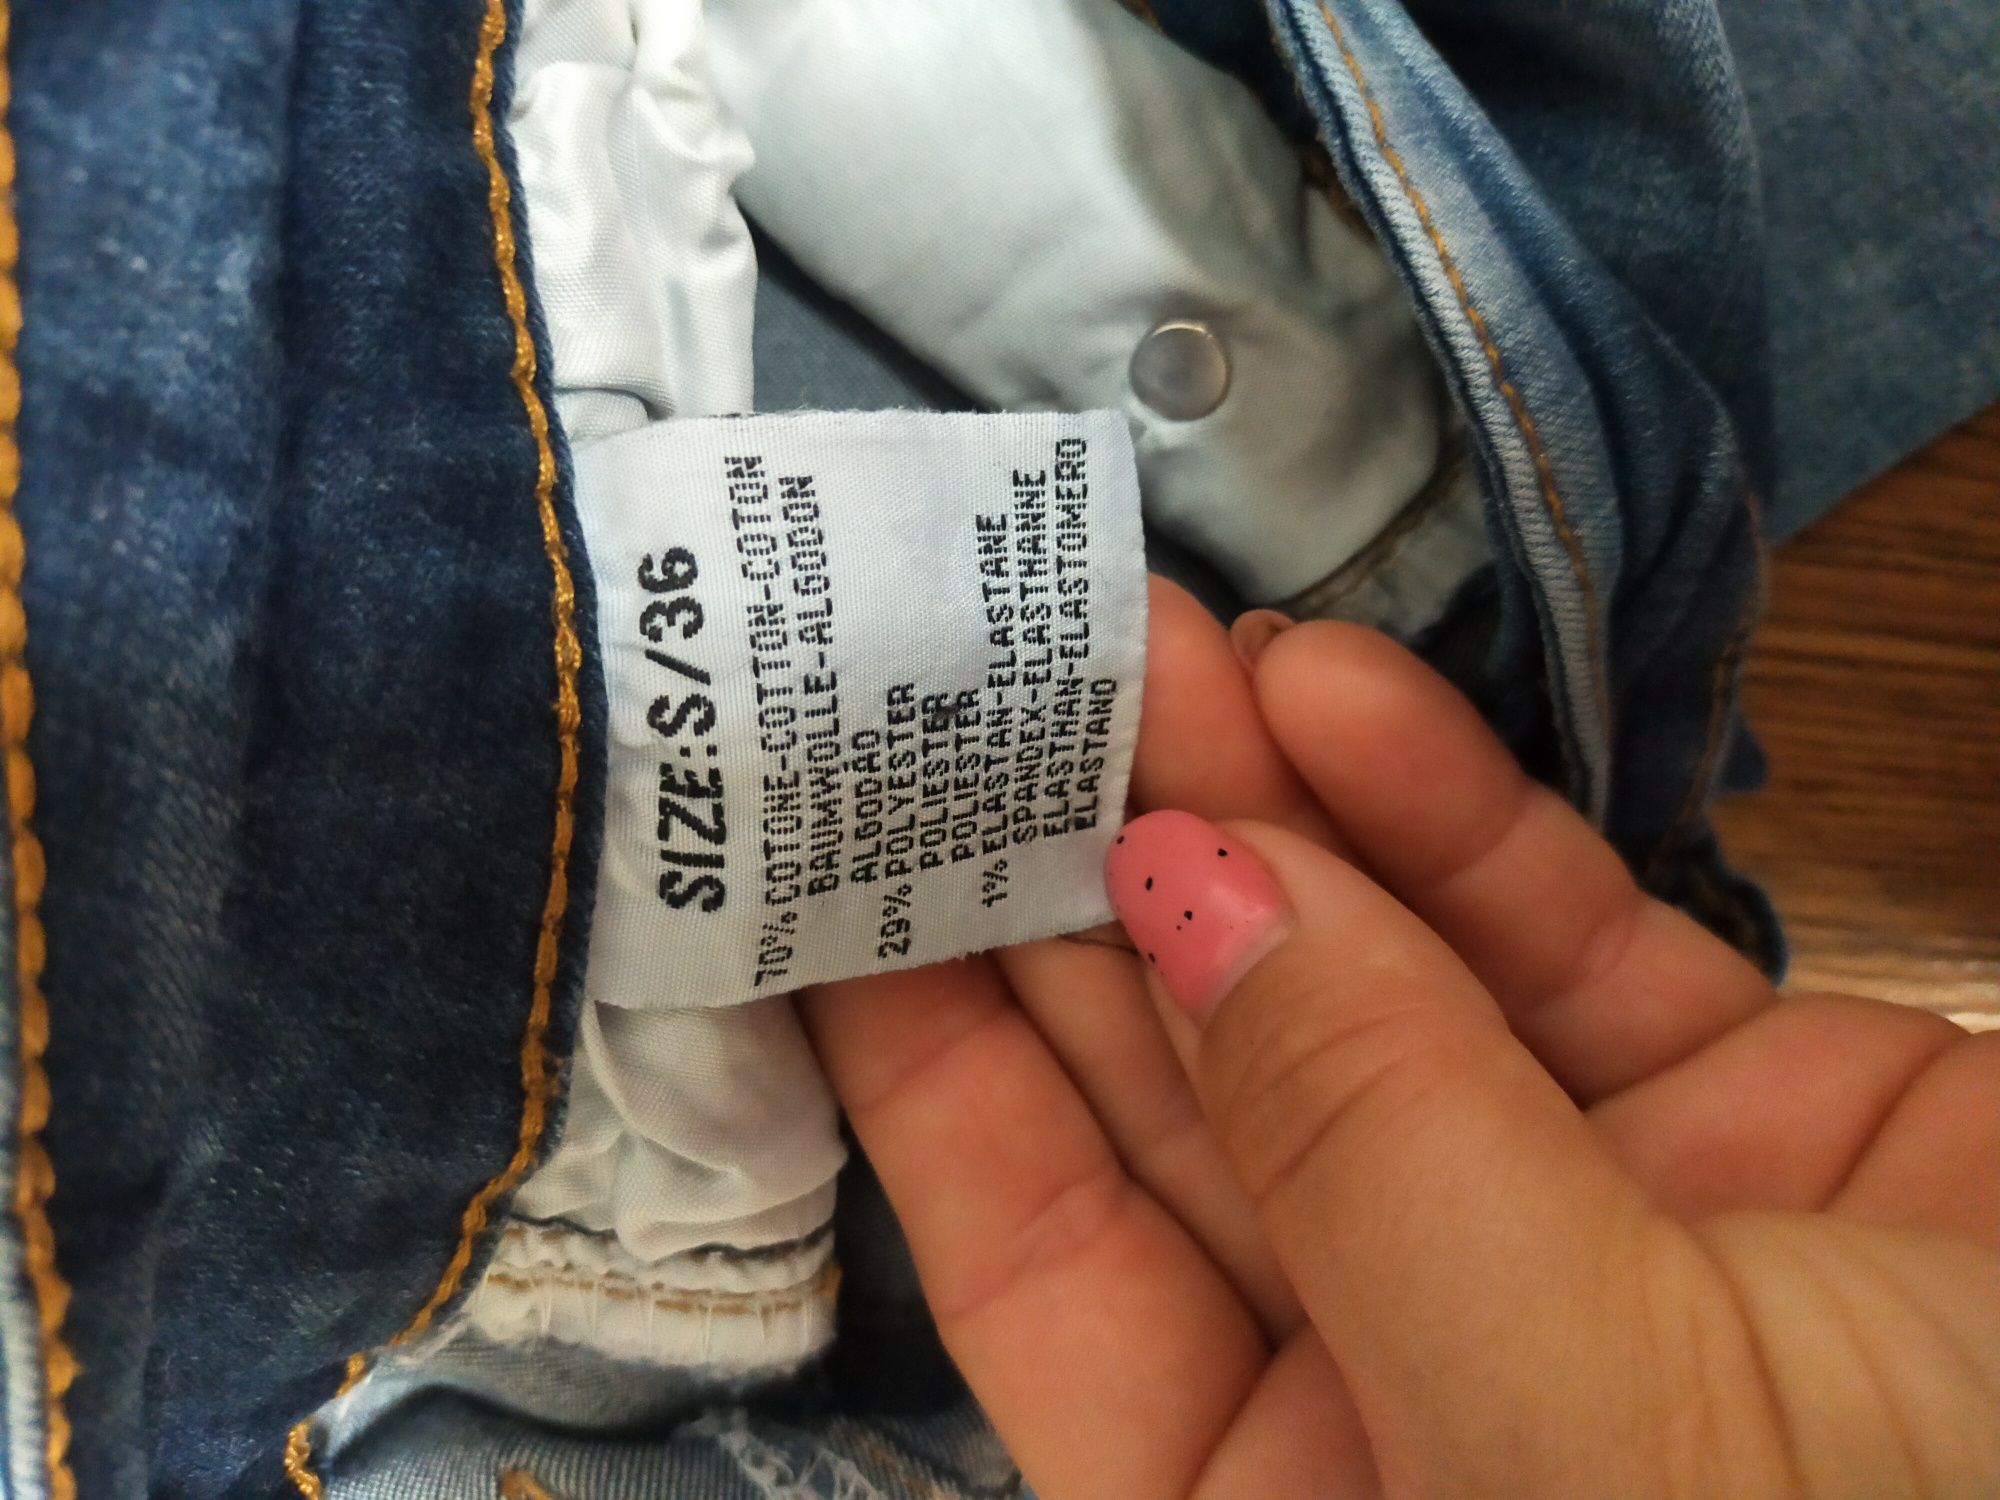 SIZE:S/36
70% COTONE-COTTON-COTON
BAUMWOLLE-ALGODON
ALGODÃO
29% POLYESTER
POLIESTER
POLIESTER
1% ELASTAN-ELASTANE
SPANDEX-ELASTHANNE
ELASTHAN-ELASTOMERO
ELASTANO